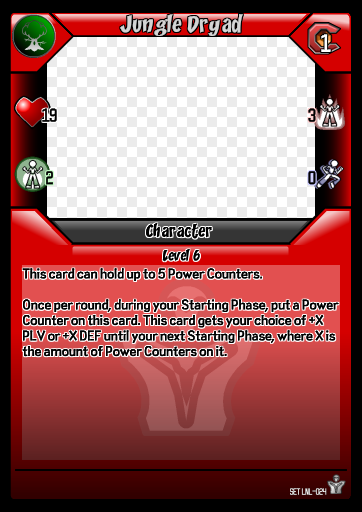 Jungle Dryad
1
19
3
2
0
Character
Level 6
This card can hold up to 5 Power Counters.
Once per round, during your Starting Phase, put a Power
Counter on this card. This card gets your choice of +X
PLV or +X DEF until your next Starting Phase, where X is
the amount of Power Counters on it.
SET LNL-024